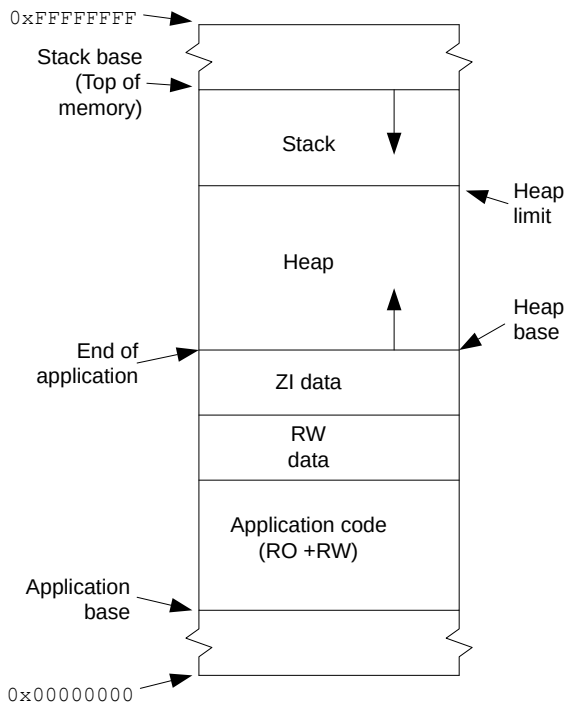 0xFFFFFFFF
Stack base
(Top of
memory)
Stack
Heap
limit
Heap
Heap
base
End of
application
ZI data
RW
data
Application code
(RO +RW)
Application
base
0x00000000